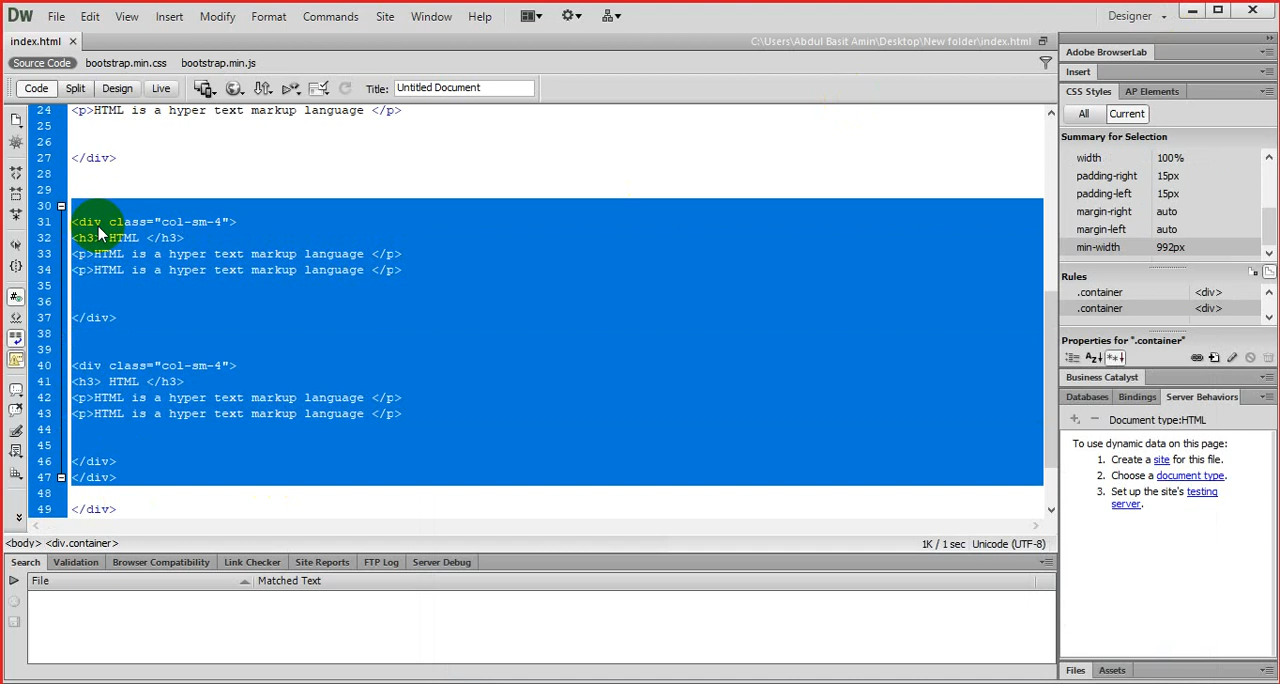 Dw File Edit View Insert Modify Format Commands Site Window Help Designer
index.html C:\Users\Abdul Basit Amin\Desktop\New folder\index.html
Source Code bootstrap.min.css bootstrap.min.js
Code Split Design Live Title: Untitled Document
24 <p>HTML is a hyper text markup language </p>
25
26
27 </div>
28
29
30
31 <div class="col-sm-4">
32 <h3> HTML </h3>
33 <p>HTML is a hyper text markup language </p>
34 <p>HTML is a hyper text markup language </p>
35
36
37 </div>
38
39
40 <div class="col-sm-4">
41 <h3> HTML </h3>
42 <p>HTML is a hyper text markup language </p>
43 <p>HTML is a hyper text markup language </p>
44
45
46 </div>
47 </div>
48
49 </div>
<body> <div.container> 1K / 1 sec Unicode (UTF-8)
Search Validation Browser Compatibility Link Checker Site Reports FTP Log Server Debug
File Matched Text
Adobe BrowserLab
Insert
CSS Styles AP Elements
All Current
Summary for Selection
width 100%
padding-right 15px
padding-left 15px
margin-right auto
margin-left auto
min-width 992px
Rules
.container <div>
.container <div>
Properties for ".container"
Business Catalyst
Databases Bindings Server Behaviors
Document type:HTML
To use dynamic data on this page:
1. Create a site for this file.
2. Choose a document type.
3. Set up the site's testing
server.
Files Assets